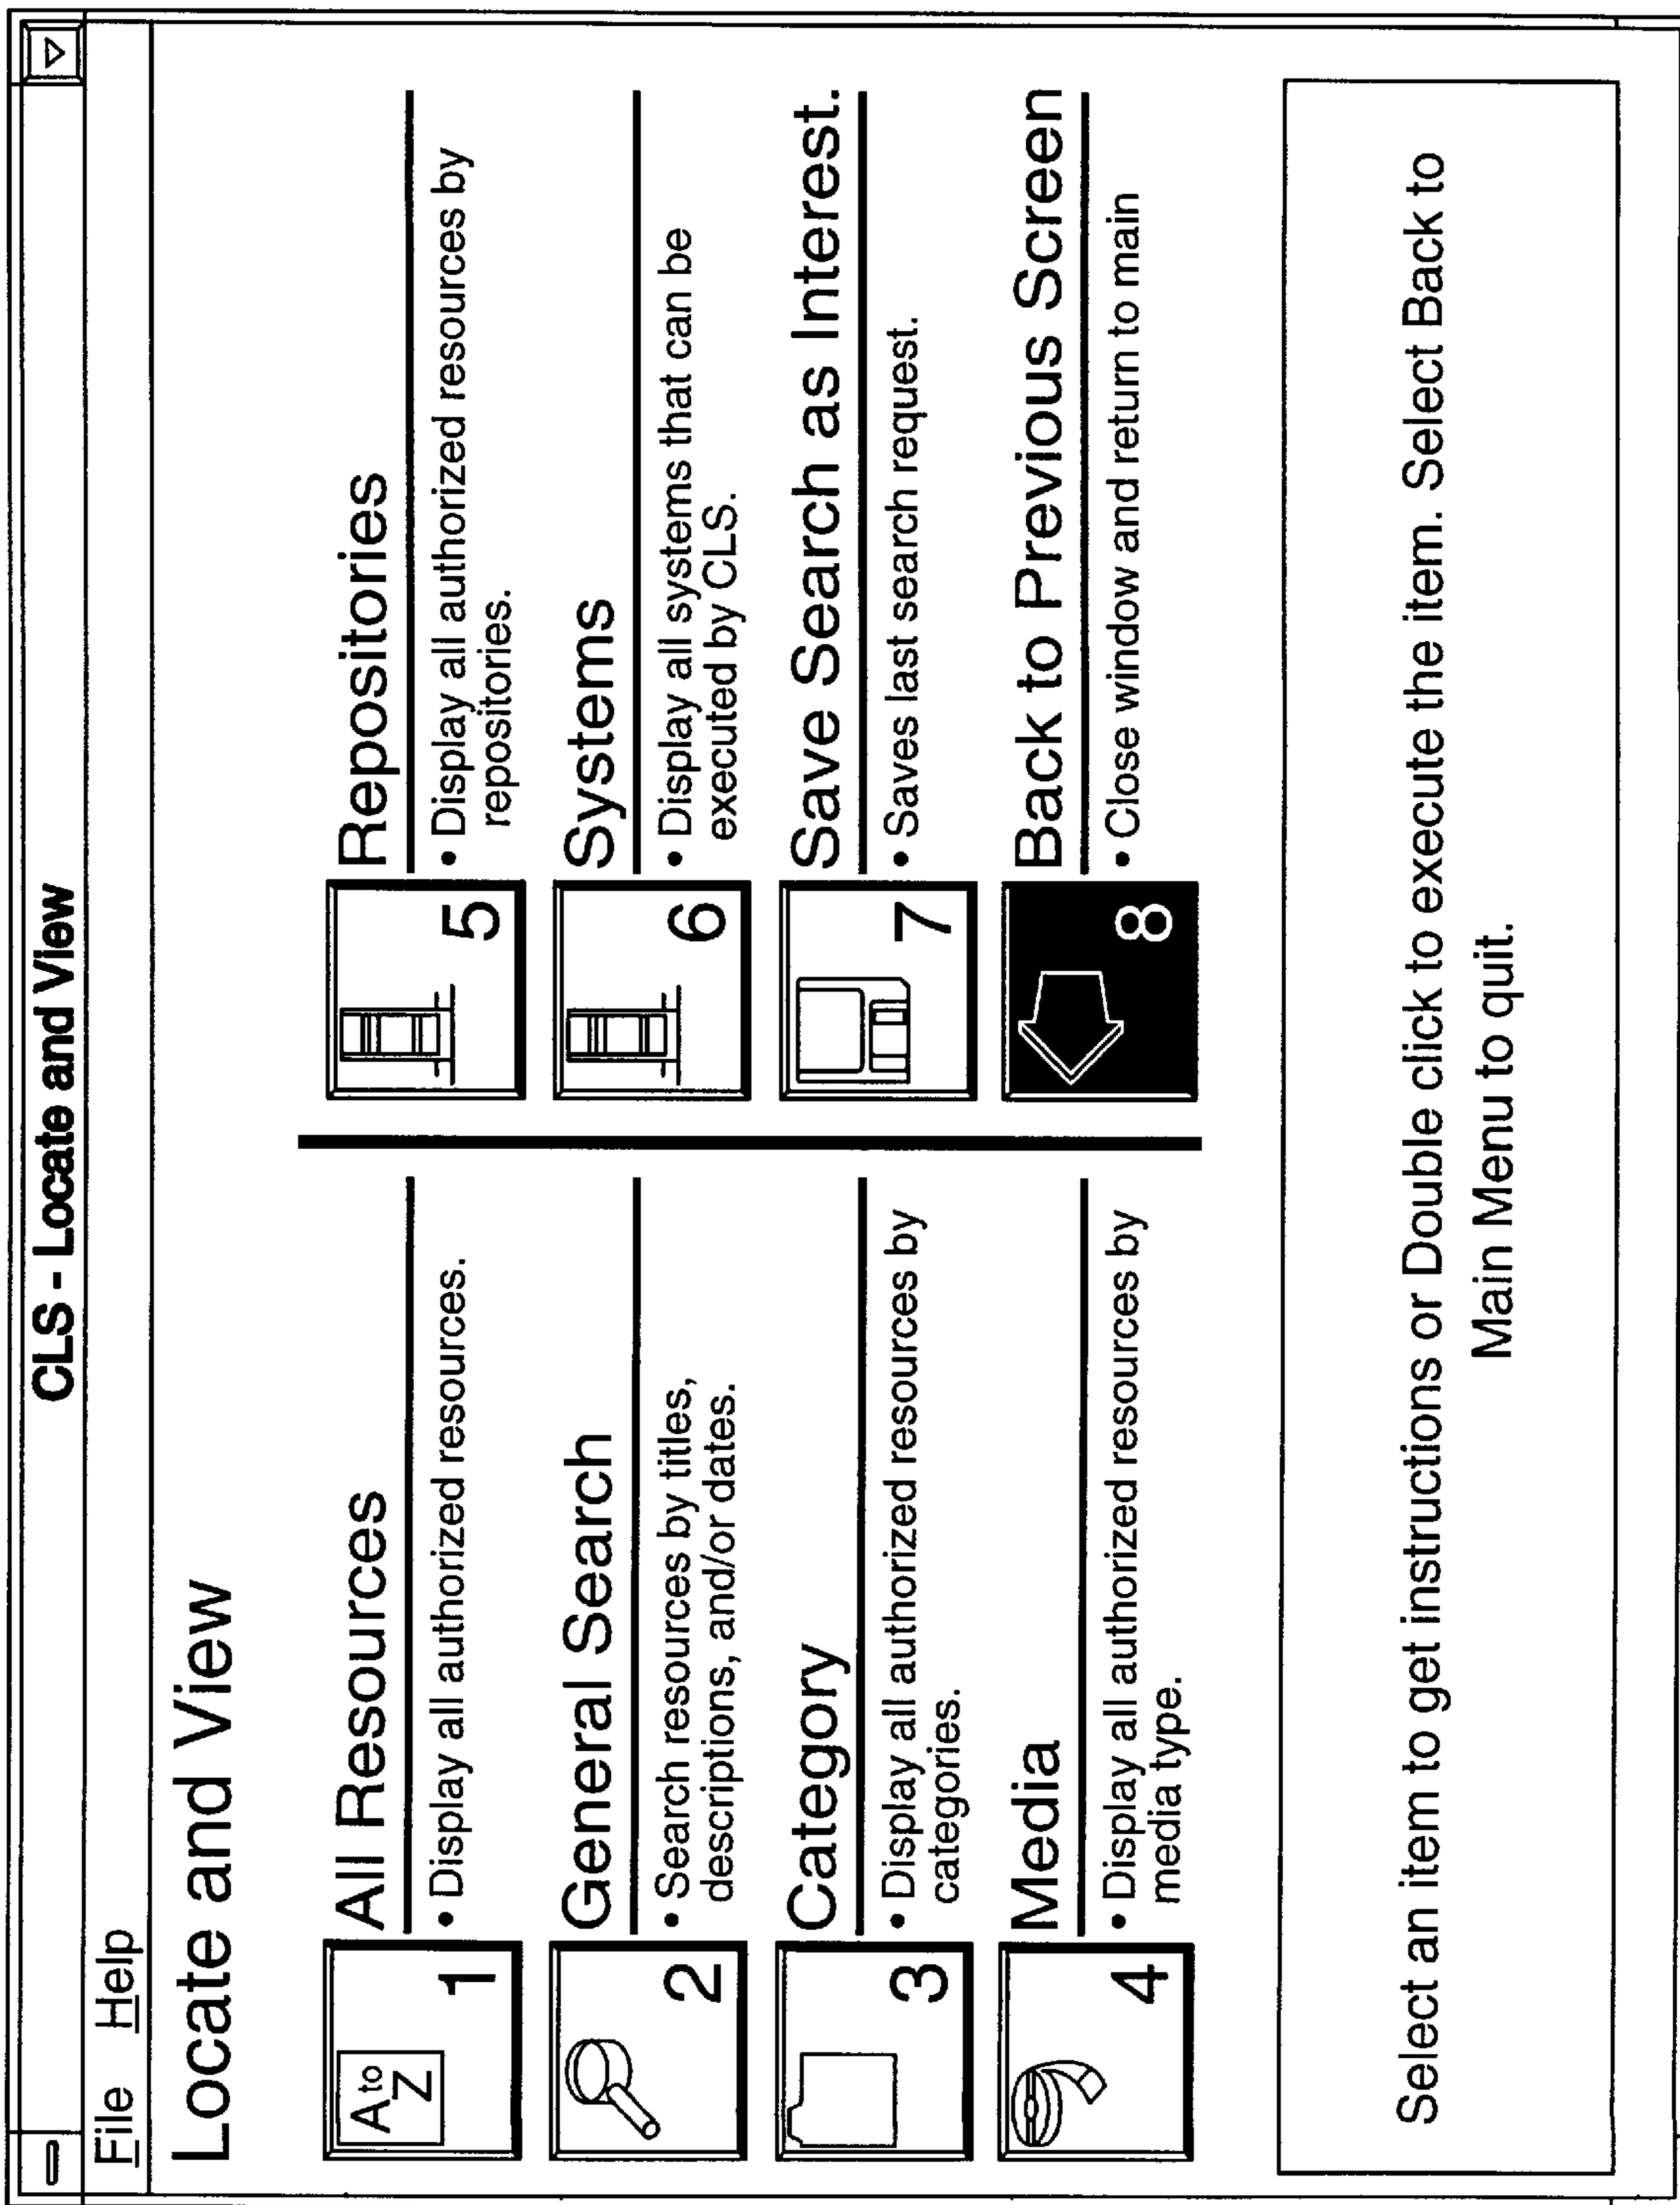 CLS - Locate and View
File Help
Locate and View
A to
Z
1
All Resources
• Display all authorized resources.
2
General Search
• Search resources by titles,
descriptions, and/or dates.
3
Category
• Display all authorized resources by
categories.
4
Media
• Display all authorized resources by
media type.
5
Repositories
• Display all authorized resources by
repositories.
6
Systems
• Display all systems that can be
executed by CLS.
7
Save Search as Interest.
• Saves last search request.
8
Back to Previous Screen
• Close window and return to main
Select an item to get instructions or Double click to execute the item. Select Back to
Main Menu to quit.